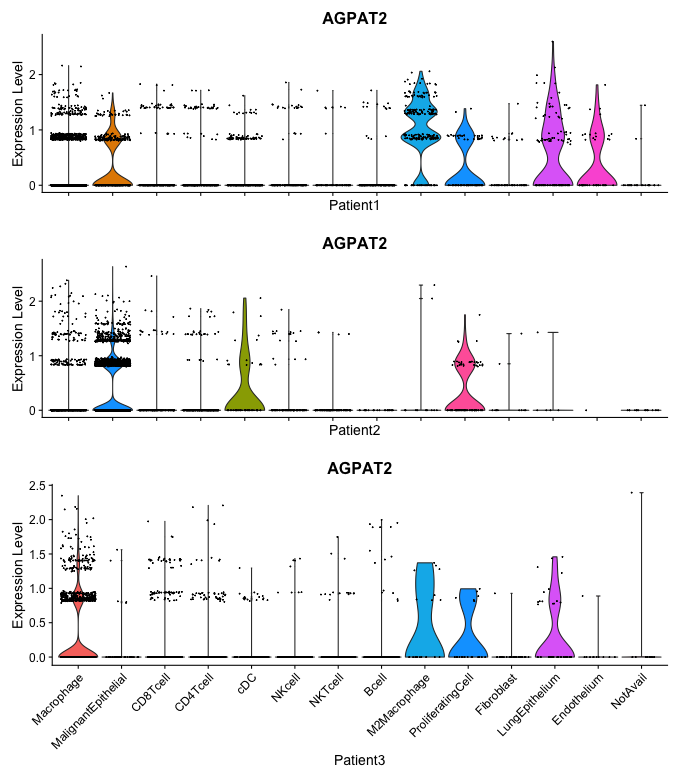 AGPAT2
Expression Level
2
1
0
Patient1
AGPAT2
Expression Level
2
1
0
Patient2
AGPAT2
Expression Level
2.5
2.0
1.5
1.0
0.5
0.0
Macrophage
MalignantEpithelial
CD8Tcell
CD4Tcell
cDC
NKcell
NKTcell
Bcell
M2Macrophage
ProliferatingCell
Fibroblast
LungEpithelium
Endothelium
NotAvail
Patient3